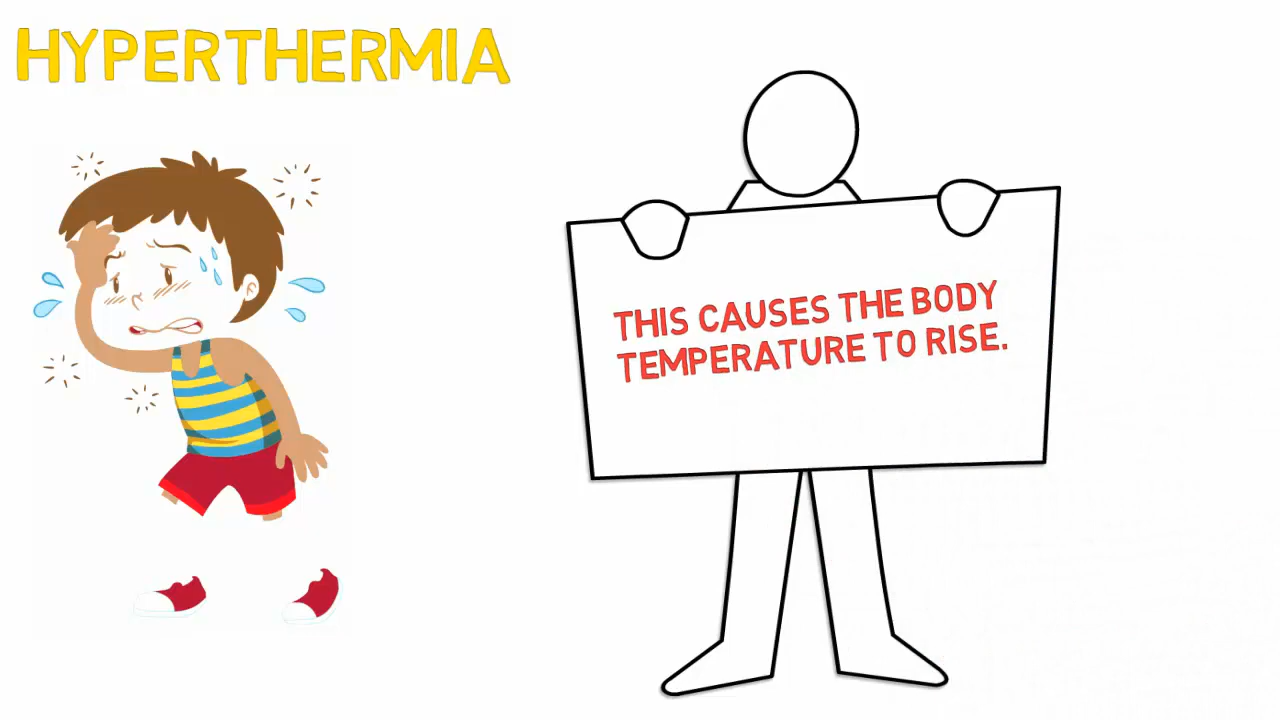 HYPERTHERMIA
THIS CAUSES THE BODY
TEMPERATURE TO RISE.